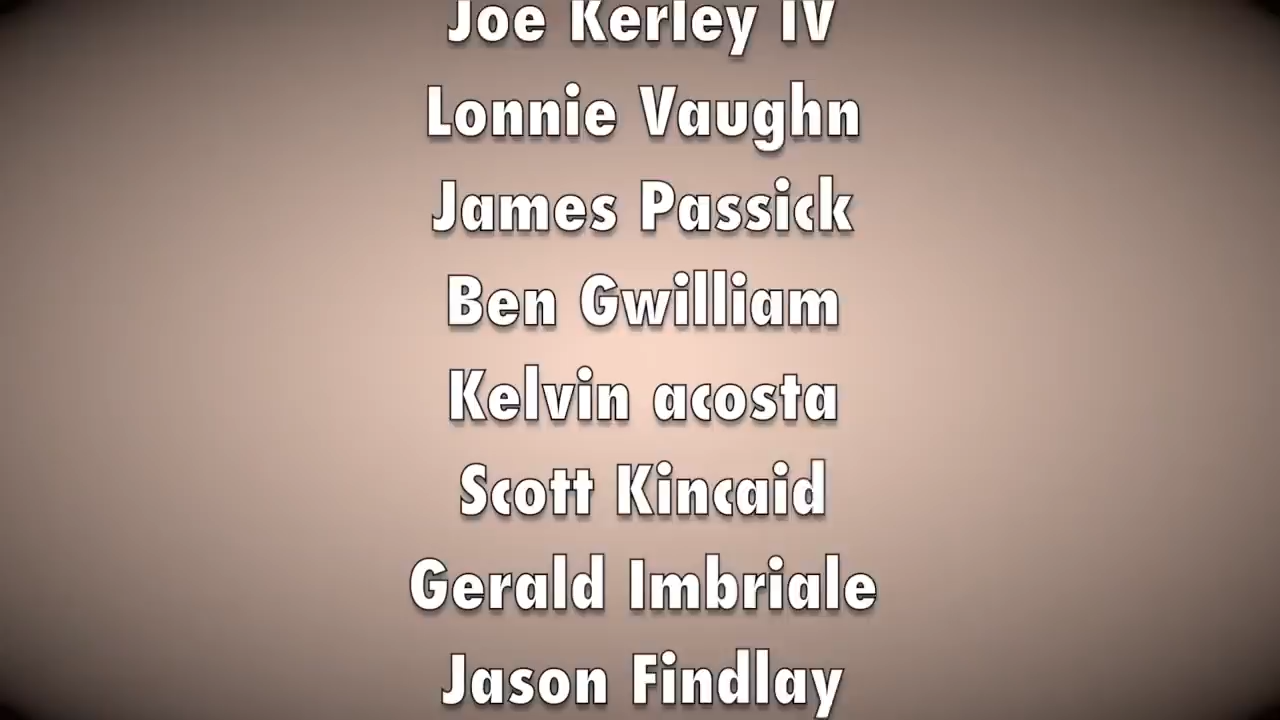 Joe Kerley IV
Lonnie Vaughn
James Passick
Ben Gwilliam
Kelvin acosta
Scott Kincaid
Gerald Imbriale
Jason Findlay